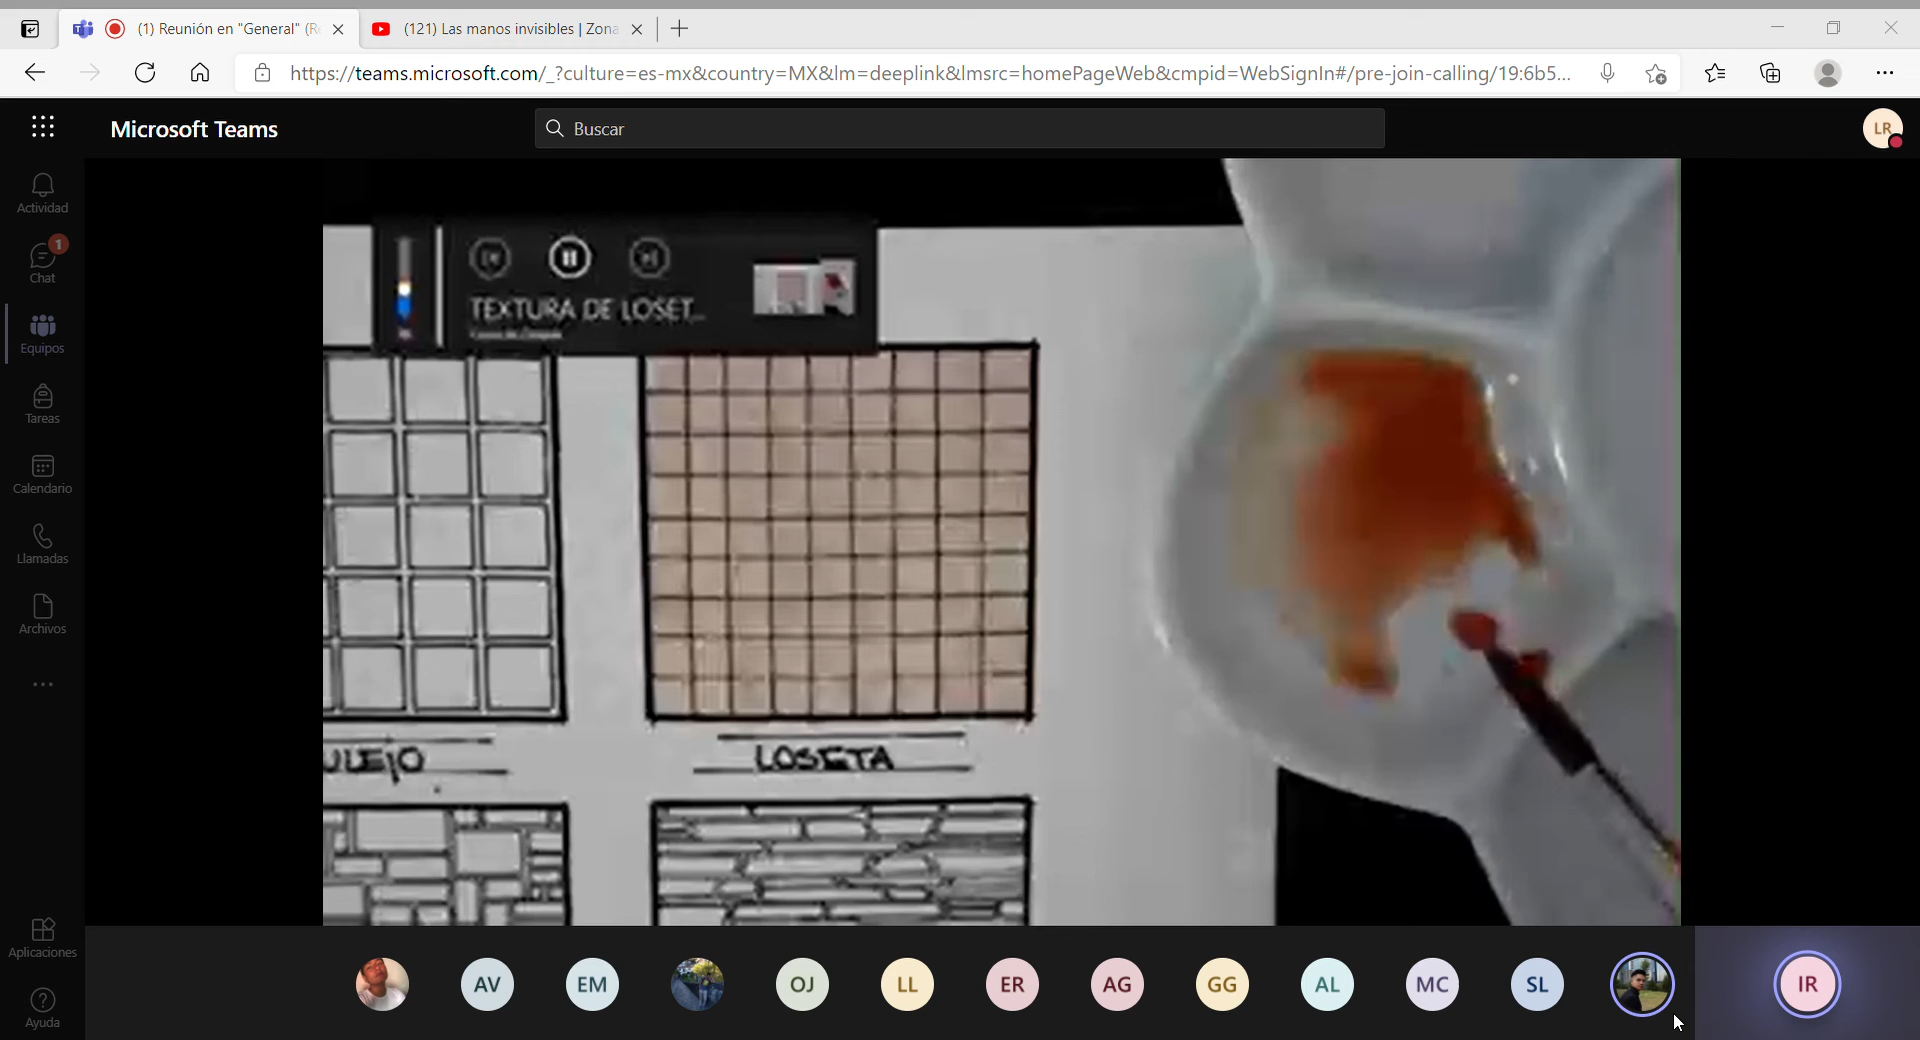 (1) Reunión en "General" (R
(121) Las manos invisibles | Zona
https://teams.microsoft.com/_?culture=es-mx&country=MX&lm=deeplink&lmsrc=homePageWeb&cmpid=WebSignIn#/pre-join-calling/19:6b5...
Microsoft Teams
Buscar
LR
Actividad
1
Chat
Equipos
Tareas
Calendario
Llamadas
Archivos
Aplicaciones
Ayuda
TEXTURA DE LOSET...
ULEJO
LOSETA
AV
EM
OJ
LL
ER
AG
GG
AL
MC
SL
IR